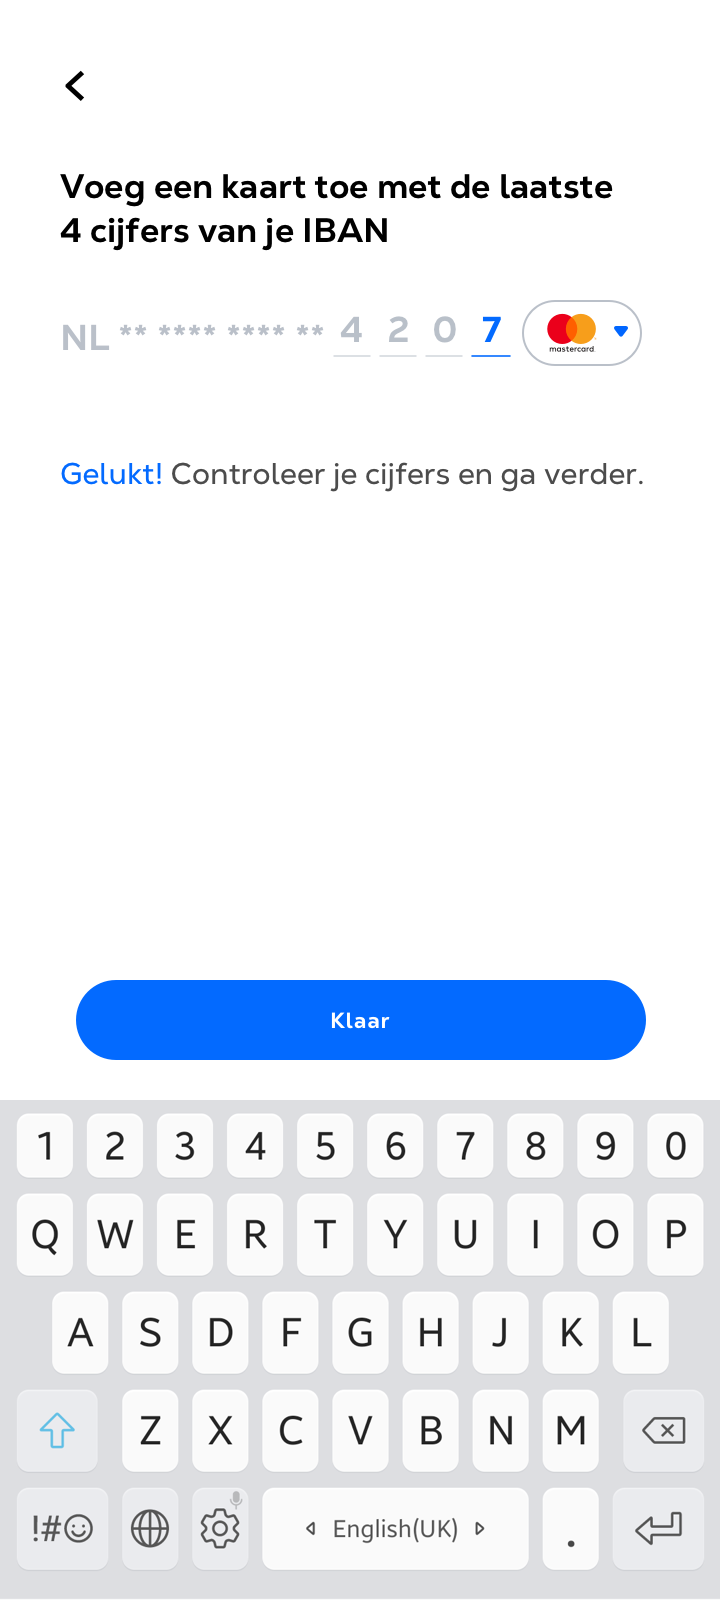 Voeg een kaart toe met de laatste
4 cijfers van je IBAN
NL ** **** **** ** 4 2 0 7
mastercard.
Gelukt! Controleer je cijfers en ga verder.
Klaar
1 2 3 4 5 6 7 8 9 0
Q W E R T Y U I O P
A S D F G H J K L
Z X C V B N M
!#☺ English(UK) .